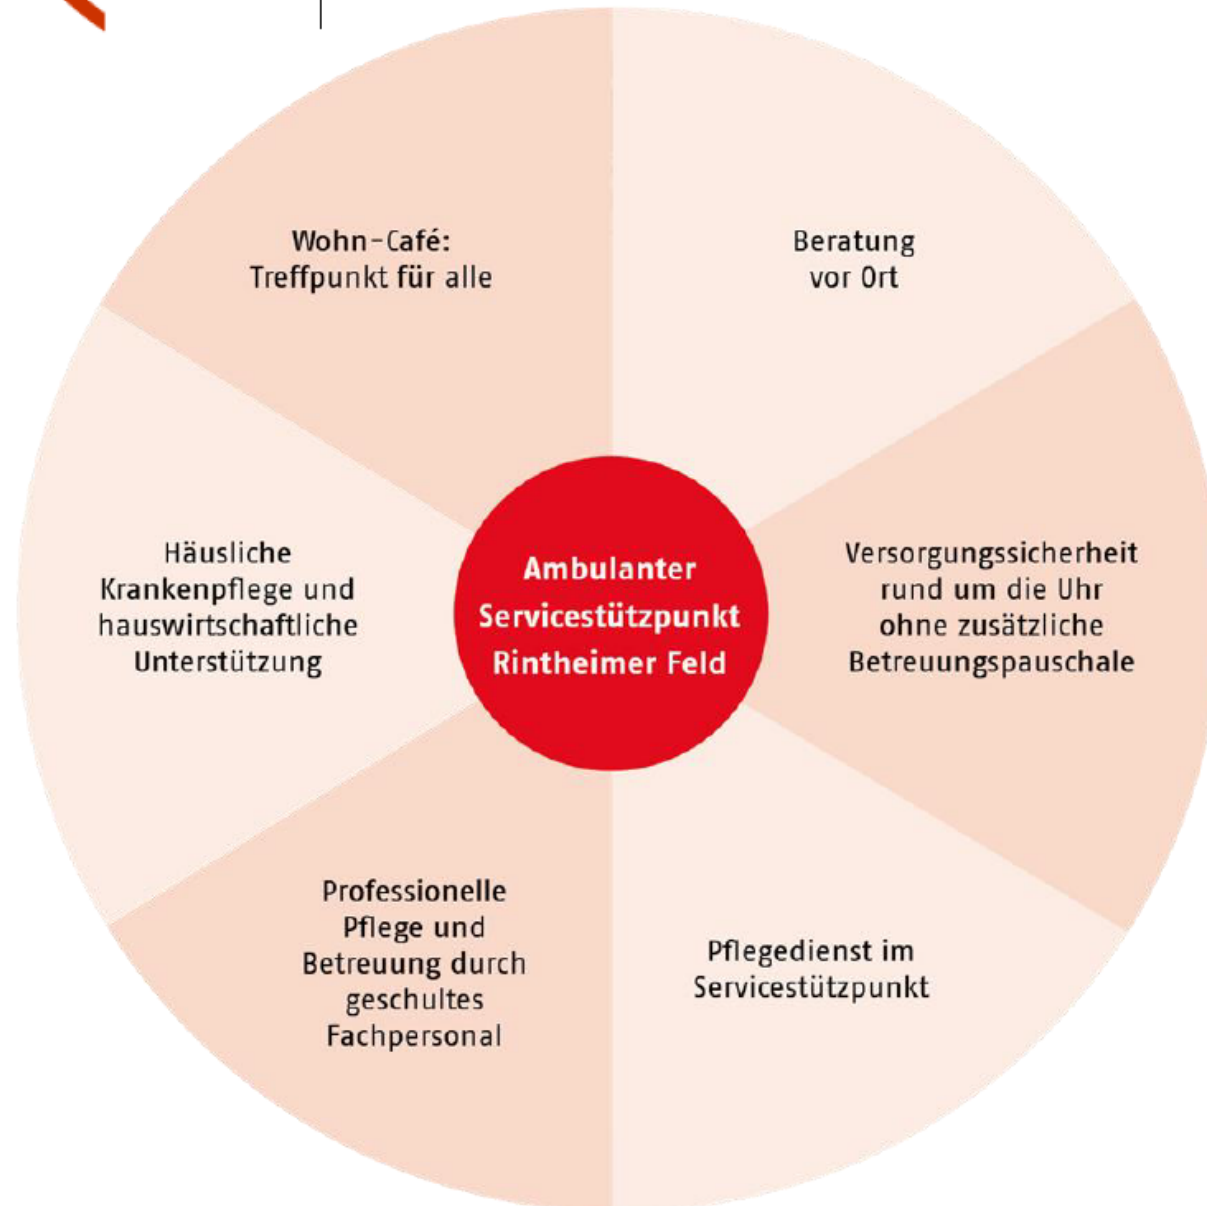 Wohn-Café:
Treffpunkt für alle
Beratung
vor Ort
Häusliche
Krankenpflege und
hauswirtschaftliche
Unterstützung
Ambulanter
Servicestützpunkt
Rintheimer Feld
Versorgungssicherheit
rund um die Uhr
ohne zusätzliche
Betreuungspauschale
Professionelle
Pflege und
Betreuung durch
geschultes
Fachpersonal
Pflegedienst im
Servicestützpunkt